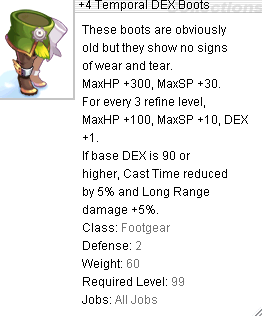 +4 Temporal DEX Boots
These boots are obviously
old but they show no signs
of wear and tear.
MaxHP +300, MaxSP +30.
For every 3 refine level,
MaxHP +100, MaxSP +10, DEX
+1.
If base DEX is 90 or
higher, Cast Time reduced
by 5% and Long Range
damage +5%.
Class: Footgear
Defense: 2
Weight: 60
Required Level: 99
Jobs: All Jobs